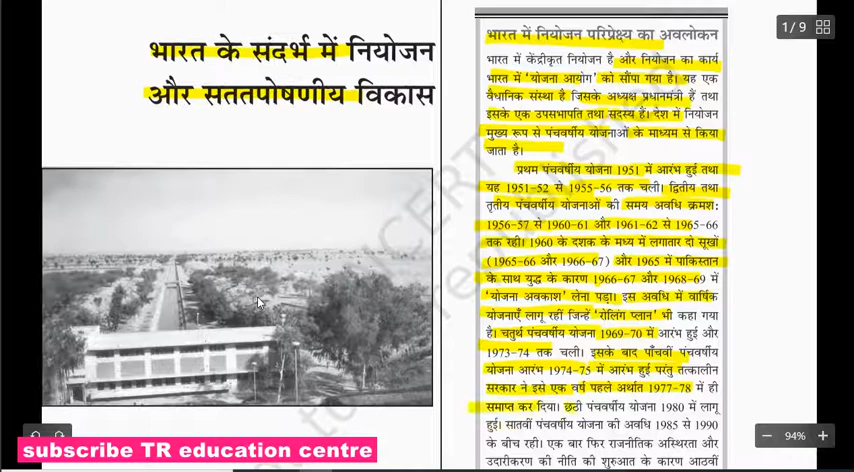 भारत के संदर्भ में नियोजन
और सततपोषणीय विकास
भारत में नियोजन परिप्रेक्ष्य का अवलोकन
भारत में केंद्रीकृत नियोजन है और नियोजन का कार्य
भारत में ‘योजना आयोग’ को सौंपा गया है। यह एक
वैधानिक संस्था है जिसके अध्यक्ष प्रधानमंत्री हैं तथा
इसके एक उपसभापति तथा सदस्य हैं। देश में नियोजन
मुख्य रूप से पंचवर्षीय योजनाओं के माध्यम से किया
जाता है।
प्रथम पंचवर्षीय योजना 1951 में आरंभ हुई तथा
यह 1951-52 से 1955-56 तक चली। द्वितीय तथा
तृतीय पंचवर्षीय योजनाओं की समय अवधि क्रमश:
1956-57 से 1960-61 और 1961-62 से 1965-66
तक रही। 1960 के दशक के मध्य में लगातार दो सूखों
(1965-66 और 1966-67) और 1965 में पाकिस्तान
के साथ युद्ध के कारण 1966-67 और 1968-69 में
‘योजना अवकाश’ लेना पड़ा। इस अवधि में वार्षिक
योजनाएँ लागू रहीं जिन्हें ‘रोलिंग प्लान’ भी कहा गया
है। चतुर्थ पंचवर्षीय योजना 1969-70 में आरंभ हुई और
1973-74 तक चली। इसके बाद पाँचवीं पंचवर्षीय
योजना आरंभ 1974-75 में आरंभ हुई परंतु तत्कालीन
सरकार ने इसे एक वर्ष पहले अर्थात 1977-78 में ही
समाप्त कर दिया। छठी पंचवर्षीय योजना 1980 में लागू
हुई। सातवीं पंचवर्षीय योजना की अवधि 1985 से 1990
के बीच रही। एक बार फिर राजनीतिक अस्थिरता और
उदारीकरण की नीति की शुरुआत के कारण आठवीं
1/9
94%
subscribe TR education centre